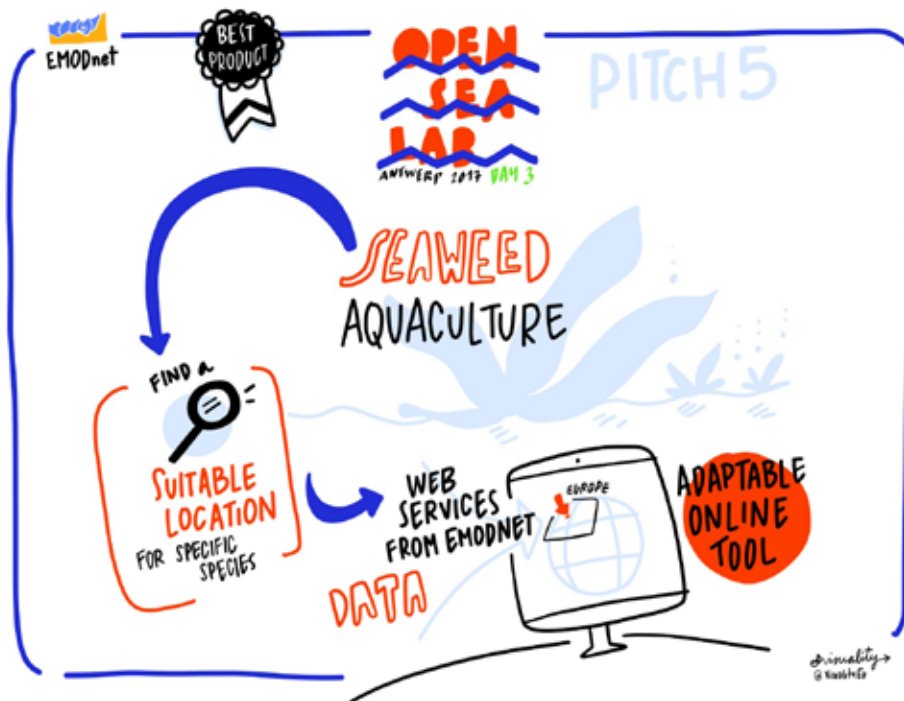 EMODnet
BEST
PRODUCT
OPEN
SEA
LAB
ANTWERP 2017 DAY 3
PITCH 5
SEAWEED
AQUACULTURE
FIND a
SUITABLE
LOCATION
FOR SPECIFIC
SPECIES
WEB
SERVICES
FROM EMODNET
DATA
EUROPE
ADAPTABLE
ONLINE
TOOL
visuality